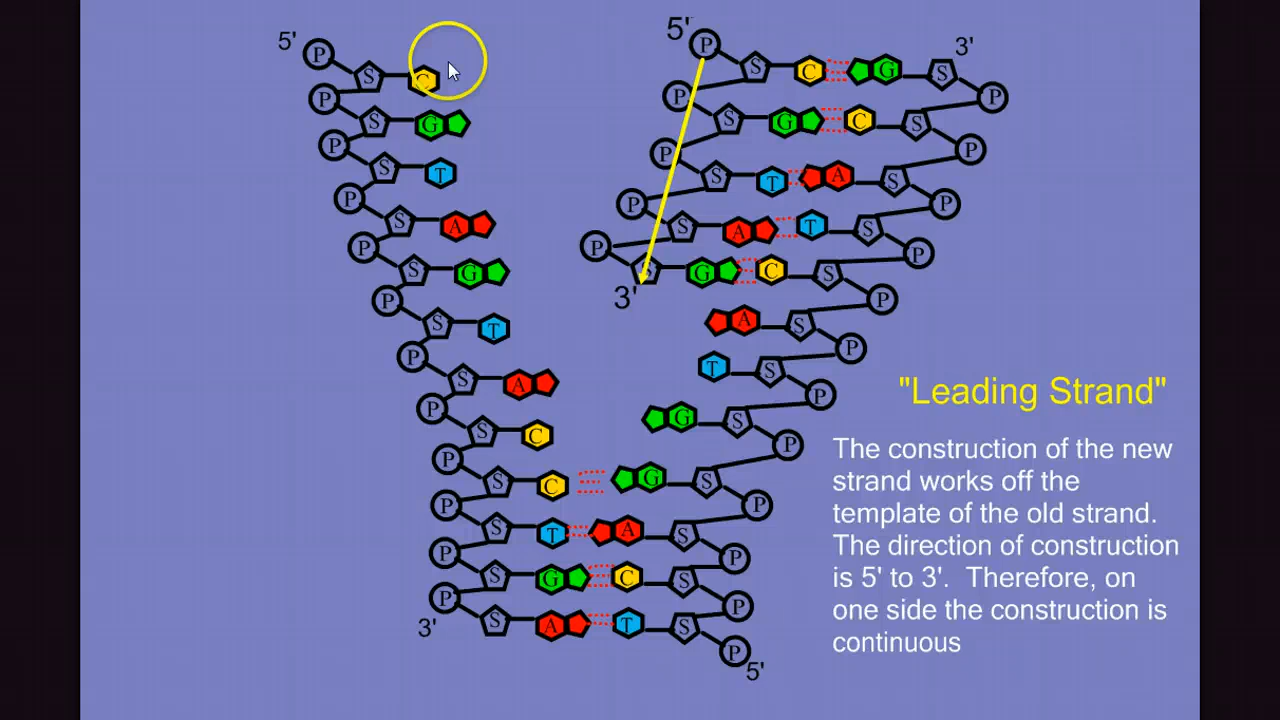 5' P 5' P 3'
S C S C G S
P P P
S G S G C S
P P P
S T S T A S
P P P
S A S A T S
P P P
S G S G C S
3'
P A S P
S T T S P
P
S A "Leading Strand"
P G S P
S C The construction of the new
P C G S P strand works off the
S template of the old strand.
P T A S P The direction of construction
S is 5' to 3'. Therefore, on
P G C S P one side the construction is
S continuous
P A T S P
S
3' P 5'